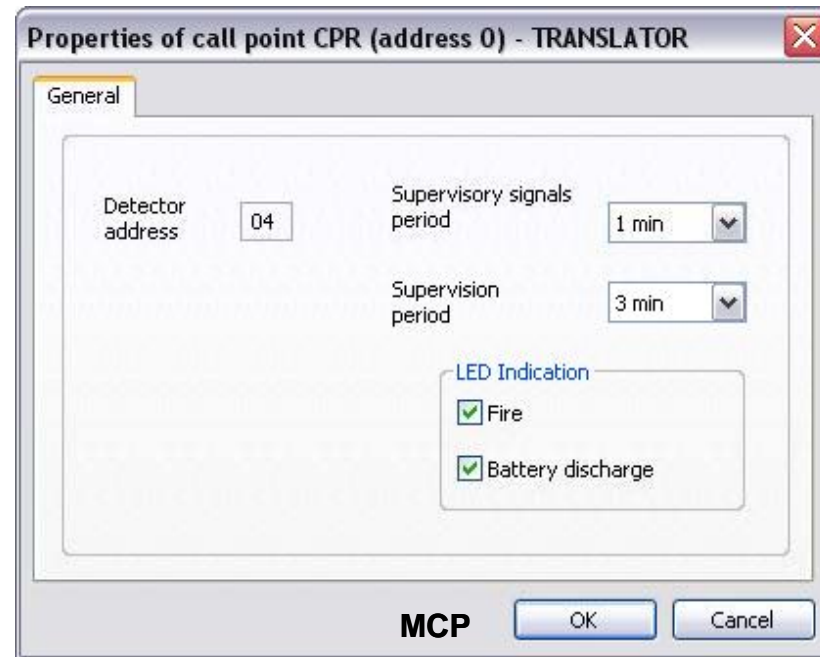 Properties of call point CPR (address 0) - TRANSLATOR
General
Detector
address
04
Supervisory signals
period
1 min
Supervision
period
3 min
LED Indication
Fire
Battery discharge
MCP
OK
Cancel